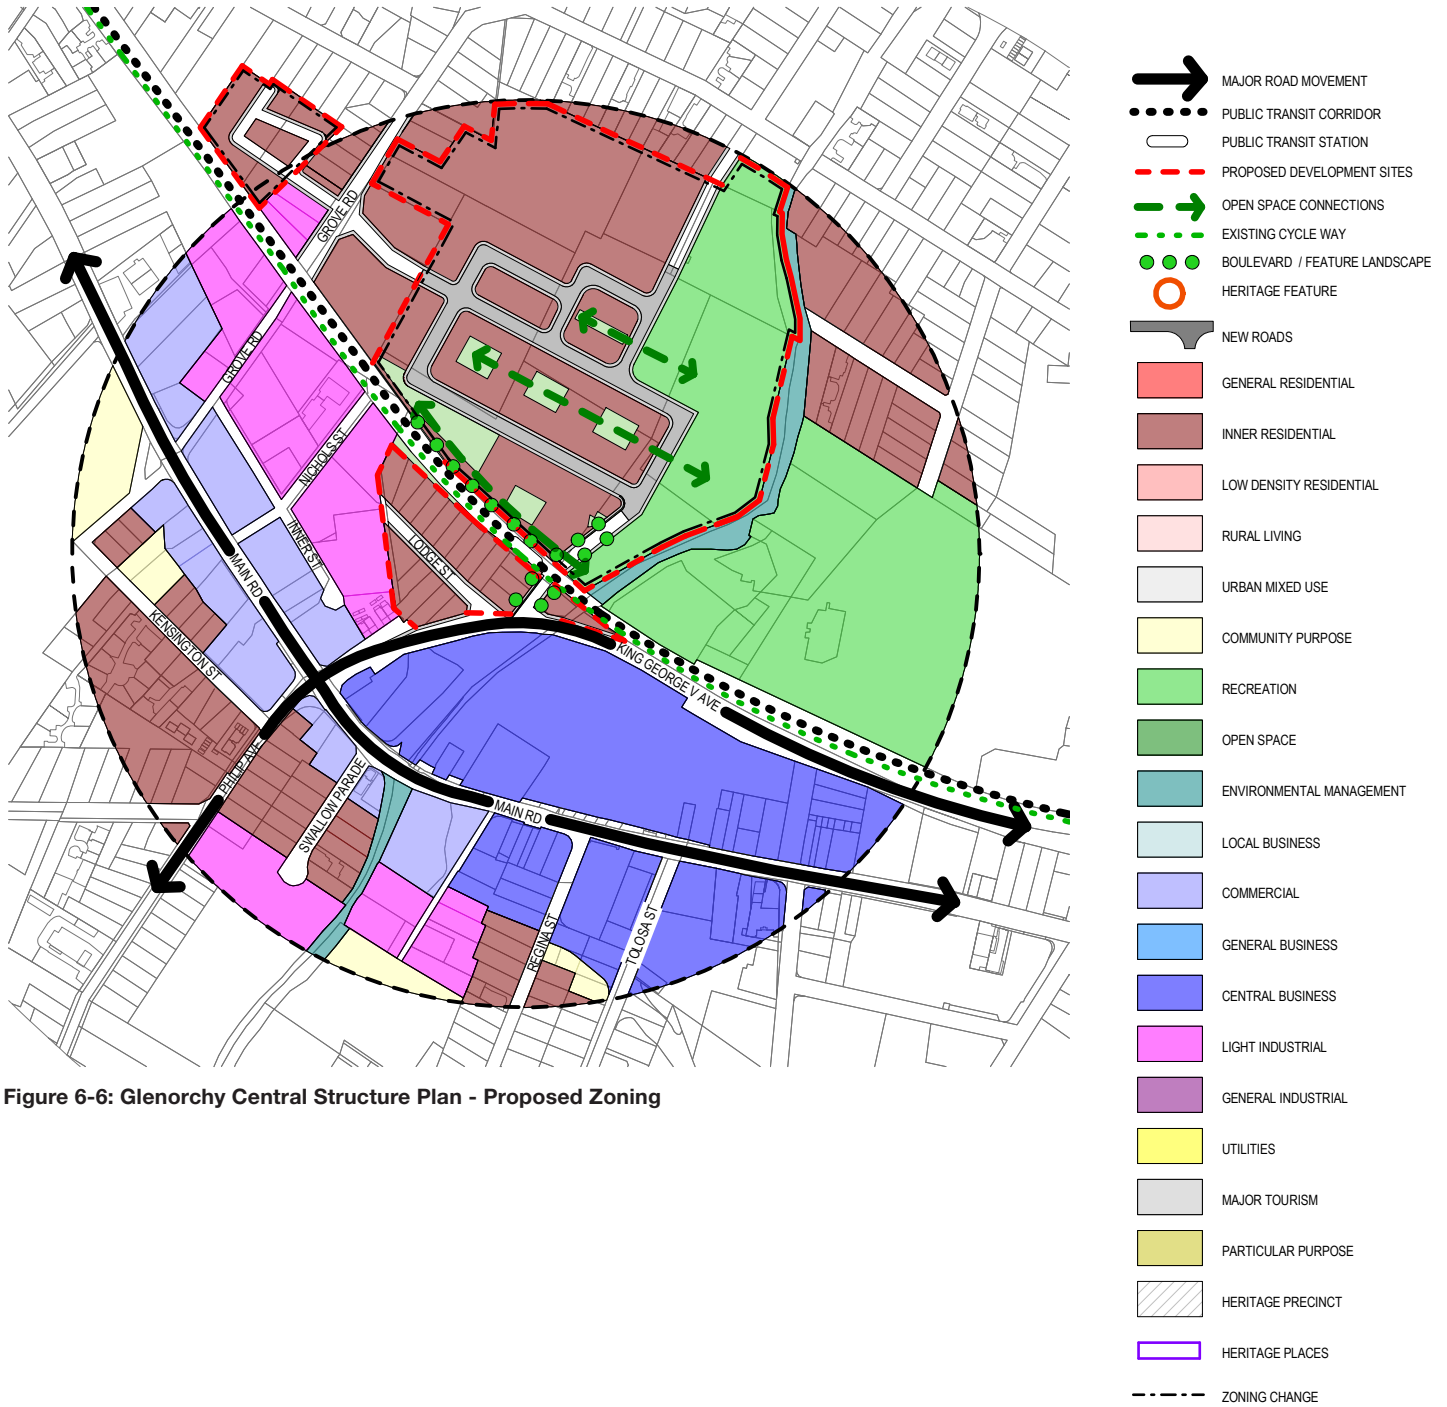 GROVE RD
GROVE RD
NICHOLS ST
INNER ST
LODGE ST
MAIN RD
KENSINGTON ST
KING GEORGE V AVE
PHILIP AVE
SWALLOW PARADE
MAIN RD
REGINA ST
TOLOSA ST
MAJOR ROAD MOVEMENT
PUBLIC TRANSIT CORRIDOR
PUBLIC TRANSIT STATION
PROPOSED DEVELOPMENT SITES
OPEN SPACE CONNECTIONS
EXISTING CYCLE WAY
BOULEVARD / FEATURE LANDSCAPE
HERITAGE FEATURE
NEW ROADS
GENERAL RESIDENTIAL
INNER RESIDENTIAL
LOW DENSITY RESIDENTIAL
RURAL LIVING
URBAN MIXED USE
COMMUNITY PURPOSE
RECREATION
OPEN SPACE
ENVIRONMENTAL MANAGEMENT
LOCAL BUSINESS
COMMERCIAL
GENERAL BUSINESS
CENTRAL BUSINESS
LIGHT INDUSTRIAL
GENERAL INDUSTRIAL
UTILITIES
MAJOR TOURISM
PARTICULAR PURPOSE
HERITAGE PRECINCT
HERITAGE PLACES
ZONING CHANGE
Figure 6-6: Glenorchy Central Structure Plan - Proposed Zoning